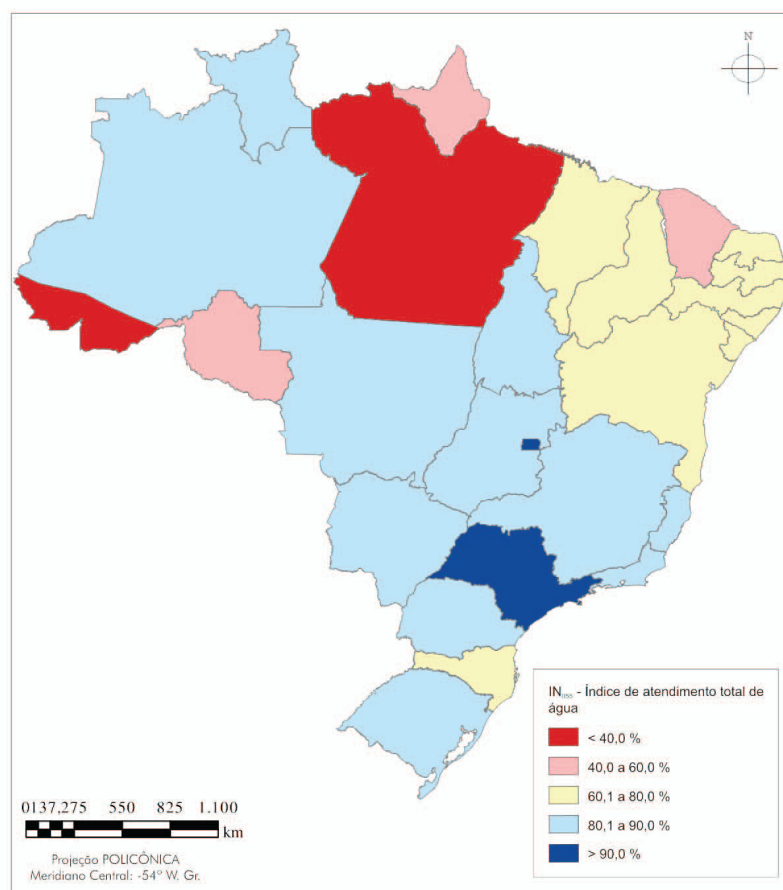 N
IN₀₅₅ - Índice de atendimento total de
água
< 40,0 %
40,0 a 60,0 %
60,1 a 80,0 %
80,1 a 90,0 %
> 90,0 %
0137,275 550 825 1.100
km
Projeção POLICÔNICA
Meridiano Central: -54° W. Gr.